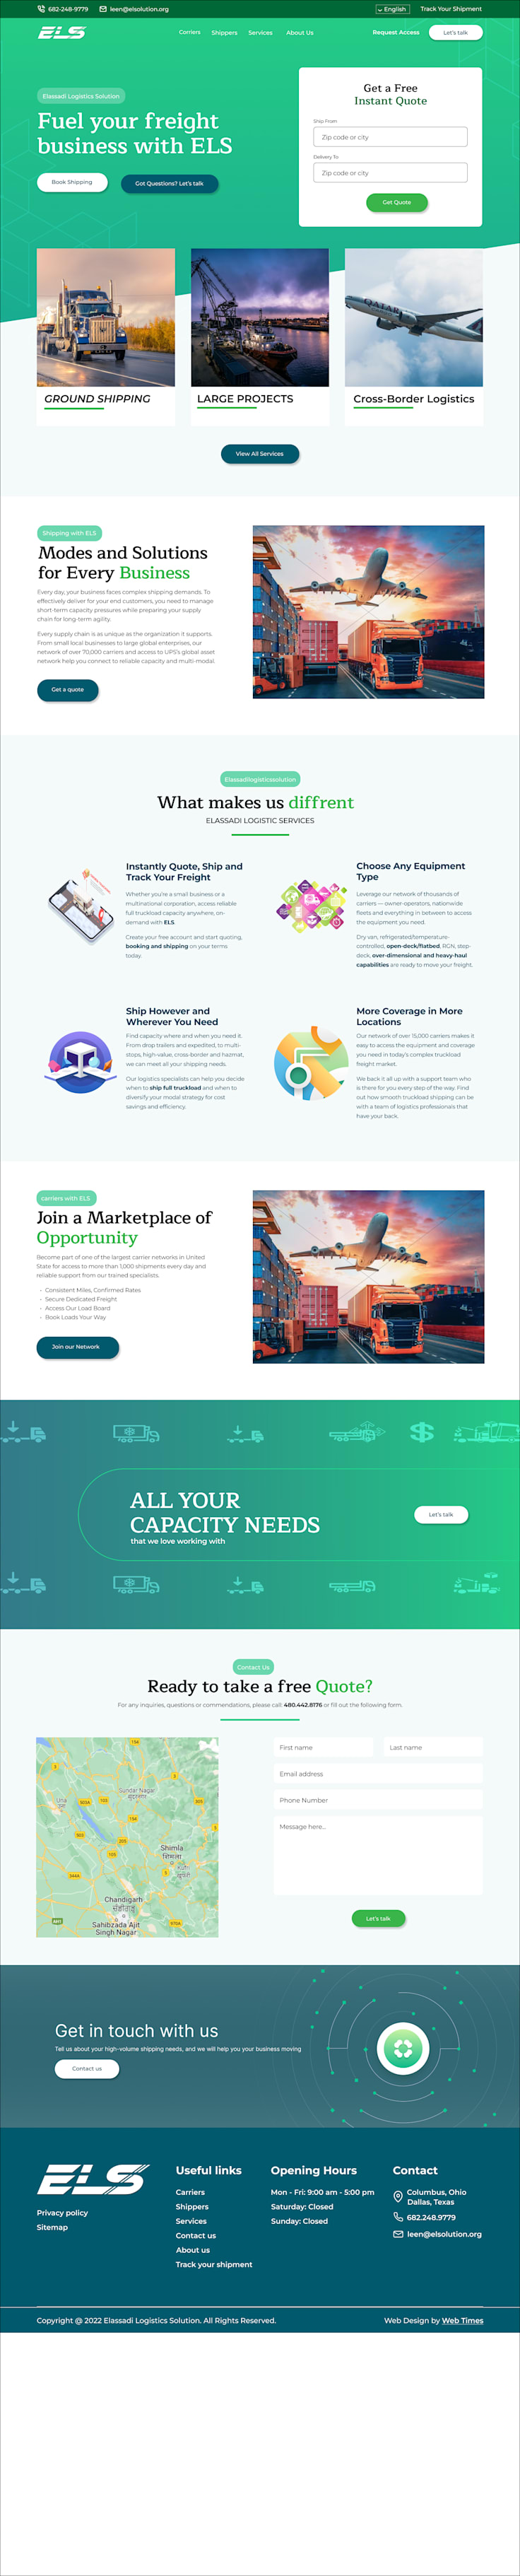 682-248-9779
leen@elsolution.org
English
Track Your Shipment
ELS
Carriers
Shippers
Services
About Us
Request Access
Let's talk
Elassadi Logistics Solution
Fuel your freight
business with ELS
Book Shipping
Got Questions? Let's talk
Get a Free
Instant Quote
Ship From
Zip code or city
Delivery To
Zip code or city
Get Quote
QATAR
GROUND SHIPPING
LARGE PROJECTS
Cross-Border Logistics
View All Services
Shipping with ELS
Modes and Solutions
for Every Business
Every day, your business faces complex shipping demands. To
effectively deliver for your end customers, you need to manage
short-term capacity pressures while preparing your supply
chain for long-term agility.
Every supply chain is as unique as the organization it supports.
From small local businesses to large global enterprises, our
network of over 70,000 carriers and access to UPS's global asset
network help you connect to reliable capacity and multi-modal.
Get a quote
Elassadilogisticssolution
What makes us diffrent
ELASSADI LOGISTIC SERVICES
Instantly Quote, Ship and
Track Your Freight
Whether you're a small business or a
multinational corporation, access reliable
full truckload capacity anywhere, on-
demand with ELS.
Create your free account and start quoting,
booking and shipping on your terms
today.
Choose Any Equipment
Type
Leverage our network of thousands of
carriers — owner-operators, nationwide
fleets and everything in between to access
the equipment you need.
Dry van, refrigerated/temperature-
controlled, open-deck/flatbed, RGN, step-
deck, over-dimensional and heavy-haul
capabilities are ready to move your freight.
Ship However and
Wherever You Need
Find capacity where and when you need it.
From drop trailers and expedited, to multi-
stops, high-value, cross-border and hazmat,
we can meet all your shipping needs.
Our logistics specialists can help you decide
when to ship full truckload and when to
diversify your modal strategy for cost
savings and efficiency.
More Coverage in More
Locations
Our network of over 15,000 carriers makes it
easy to access the equipment and coverage
you need in today's complex truckload
freight market.
We back it all up with a support team who
is there for you every step of the way. Find
out how smooth truckload shipping can be
with a team of logistics professionals that
have your back.
carriers with ELS
Join a Marketplace of
Opportunity
Become part of one of the largest carrier networks in United
State for access to more than 1,000 shipments every day and
reliable support from our trained specialists.
Consistent Miles, Confirmed Rates
Secure Dedicated Freight
Access Our Load Board
Book Loads Your Way
Join our Network
ALL YOUR
CAPACITY NEEDS
that we love working with
Let's talk
Contact Us
Ready to take a free Quote?
For any inquiries, questions or commendations, please call: 480.442.8176 or fill out the following form.
Sundar Nagar
Una
Shimla
शिमला
Chandigarh
चंडीगढ़
Sahibzada Ajit
Singh Nagar
First name
Last name
Email address
Phone Number
Message here...
Let's talk
Get in touch with us
Tell us about your high-volume shipping needs, and we will help you your business moving
Contact us
ELS
Privacy policy
Sitemap
Useful links
Carriers
Shippers
Services
Contact us
About us
Track your shipment
Opening Hours
Mon - Fri: 9:00 am - 5:00 pm
Saturday: Closed
Sunday: Closed
Contact
Columbus, Ohio
Dallas, Texas
682.248.9779
leen@elsolution.org
Copyright @ 2022 Elassadi Logistics Solution. All Rights Reserved.
Web Design by Web Times